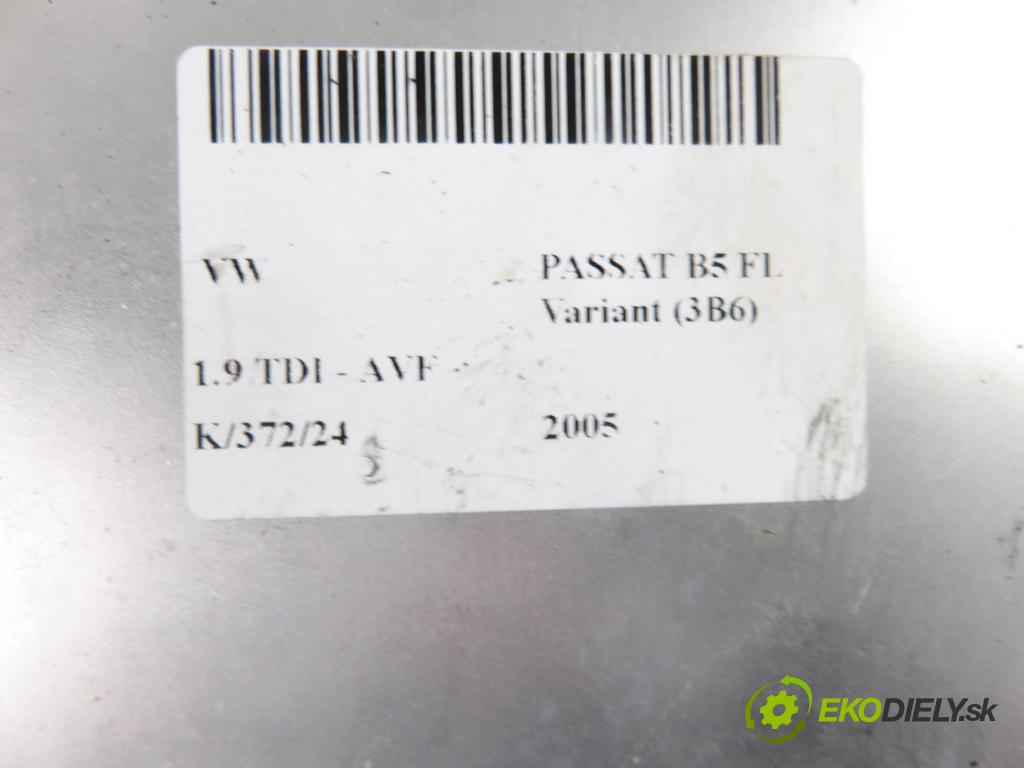 VW PASSAT B5 FL
Variant (3B6)
1.9 TDI - AVF -
K/372/24 2005
EKODIELY.sk